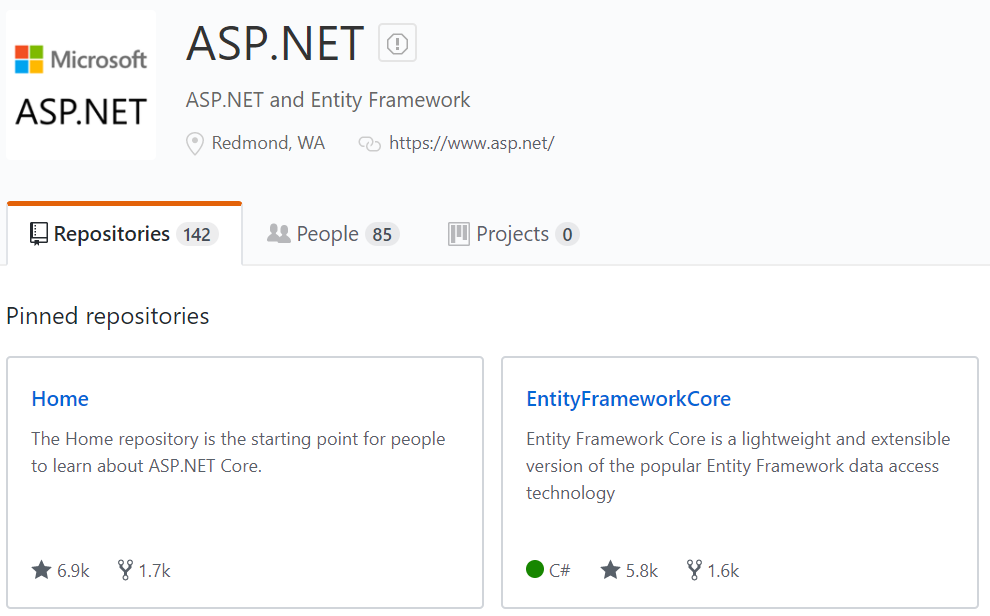 Microsoft
ASP.NET
ASP.NET
ASP.NET and Entity Framework
Redmond, WA https://www.asp.net/
Repositories 142 People 85 Projects 0
Pinned repositories
Home
The Home repository is the starting point for people
to learn about ASP.NET Core.
6.9k 1.7k
EntityFrameworkCore
Entity Framework Core is a lightweight and extensible
version of the popular Entity Framework data access
technology
C# 5.8k 1.6k